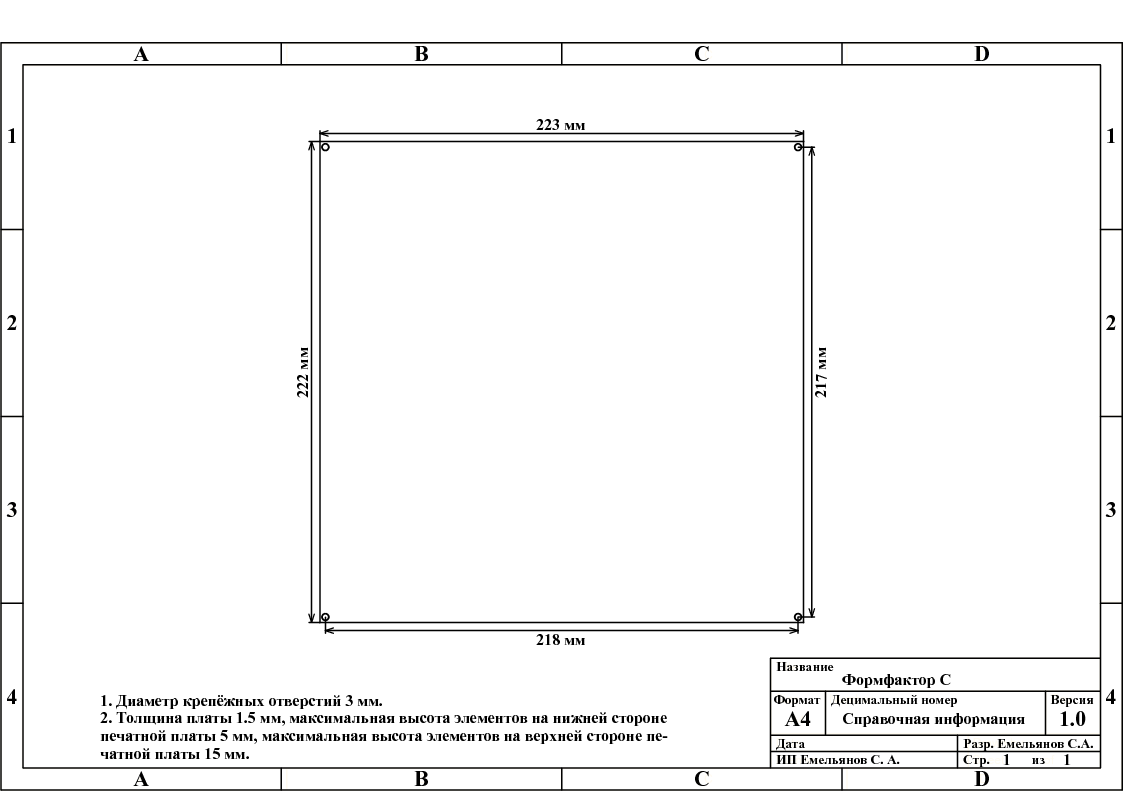 A B C D
1 1
223 мм
2 2
222 мм
217 мм
3 3
218 мм
4 4
1. Диаметр крепёжных отверстий 3 мм.
2. Толщина платы 1.5 мм, максимальная высота элементов на нижней стороне
печатной платы 5 мм, максимальная высота элементов на верхней стороне пе-
чатной платы 15 мм.
Название
Формфактор С
Формат Децимальный номер Версия
А4 Справочная информация 1.0
Дата Разр. Емельянов С.А.
ИП Емельянов С. А. Стр. 1 из 1
A B C D